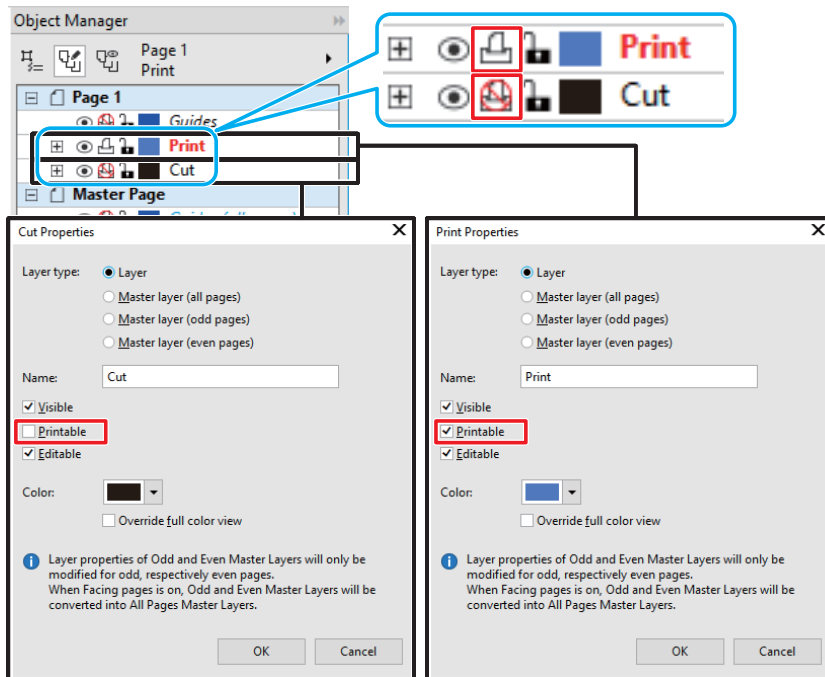 Object Manager
Page 1
Print
Page 1
Guides
Print
Cut
Master Page
Print
Cut
Cut Properties
Layer type:
Layer
Master layer (all pages)
Master layer (odd pages)
Master layer (even pages)
Name:
Cut
Visible
Printable
Editable
Color:
Override full color view
Layer properties of Odd and Even Master Layers will only be
modified for odd, respectively even pages.
When Facing pages is on, Odd and Even Master Layers will be
converted into All Pages Master Layers.
OK
Cancel
Print Properties
Layer type:
Layer
Master layer (all pages)
Master layer (odd pages)
Master layer (even pages)
Name:
Print
Visible
Printable
Editable
Color:
Override full color view
Layer properties of Odd and Even Master Layers will only be
modified for odd, respectively even pages.
When Facing pages is on, Odd and Even Master Layers will be
converted into All Pages Master Layers.
OK
Cancel